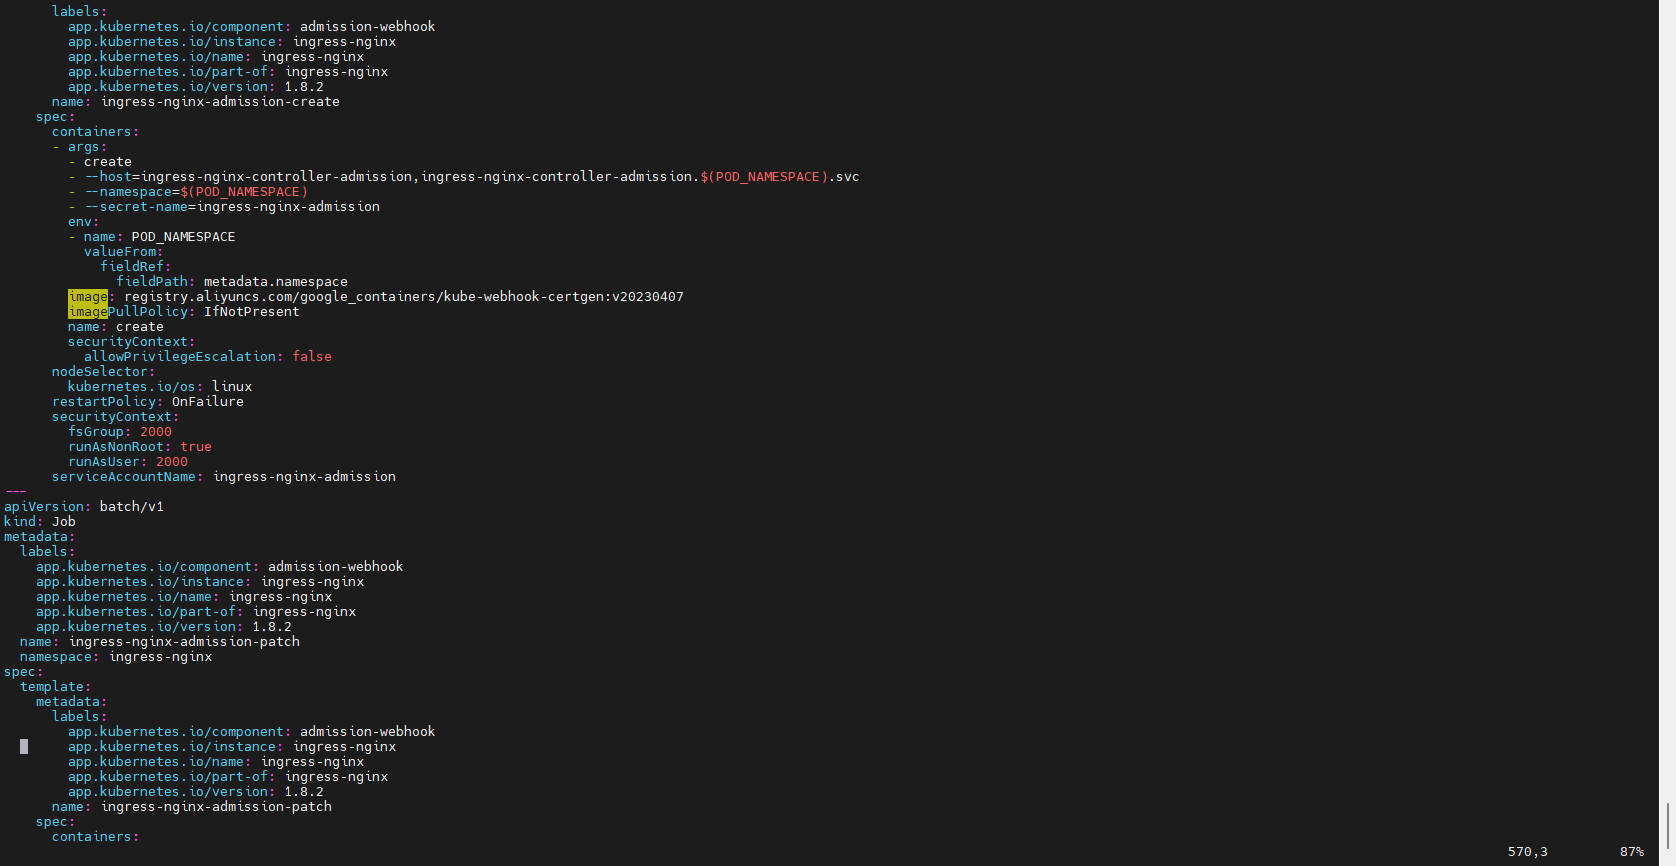 labels:
        app.kubernetes.io/component: admission-webhook
        app.kubernetes.io/instance: ingress-nginx
        app.kubernetes.io/name: ingress-nginx
        app.kubernetes.io/part-of: ingress-nginx
        app.kubernetes.io/version: 1.8.2
      name: ingress-nginx-admission-create
    spec:
      containers:
      - args:
        - create
        - --host=ingress-nginx-controller-admission,ingress-nginx-controller-admission.$(POD_NAMESPACE).svc
        - --namespace=$(POD_NAMESPACE)
        - --secret-name=ingress-nginx-admission
        env:
        - name: POD_NAMESPACE
          valueFrom:
            fieldRef:
              fieldPath: metadata.namespace
        image: registry.aliyuncs.com/google_containers/kube-webhook-certgen:v20230407
        imagePullPolicy: IfNotPresent
        name: create
        securityContext:
          allowPrivilegeEscalation: false
      nodeSelector:
        kubernetes.io/os: linux
      restartPolicy: OnFailure
      securityContext:
        fsGroup: 2000
        runAsNonRoot: true
        runAsUser: 2000
      serviceAccountName: ingress-nginx-admission
---
apiVersion: batch/v1
kind: Job
metadata:
  labels:
    app.kubernetes.io/component: admission-webhook
    app.kubernetes.io/instance: ingress-nginx
    app.kubernetes.io/name: ingress-nginx
    app.kubernetes.io/part-of: ingress-nginx
    app.kubernetes.io/version: 1.8.2
  name: ingress-nginx-admission-patch
  namespace: ingress-nginx
spec:
  template:
    metadata:
      labels:
        app.kubernetes.io/component: admission-webhook
        app.kubernetes.io/instance: ingress-nginx
        app.kubernetes.io/name: ingress-nginx
        app.kubernetes.io/part-of: ingress-nginx
        app.kubernetes.io/version: 1.8.2
      name: ingress-nginx-admission-patch
    spec:
      containers:
570,3 87%